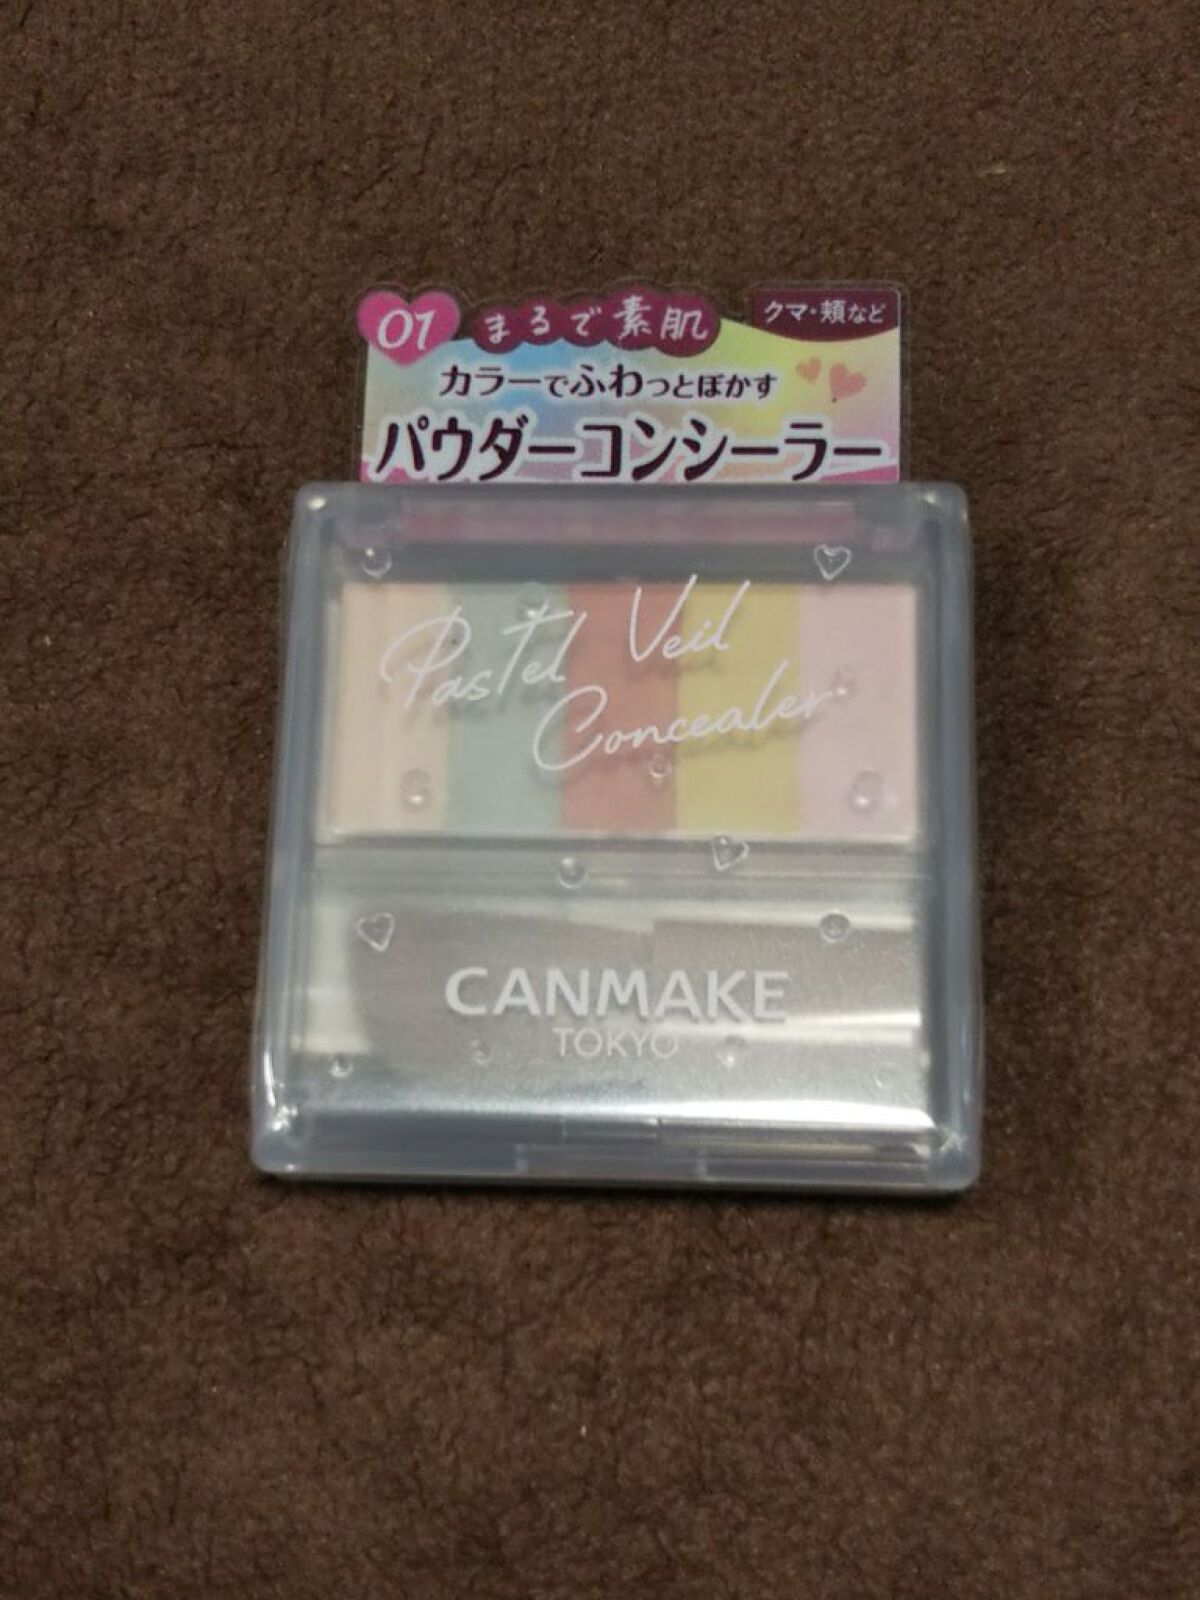 01 まるで素肌
クマ・頬など
カラーでふわっとぼかす
パウダーコンシーラー
Pastel Veil
Concealer
CANMAKE
TOKYO